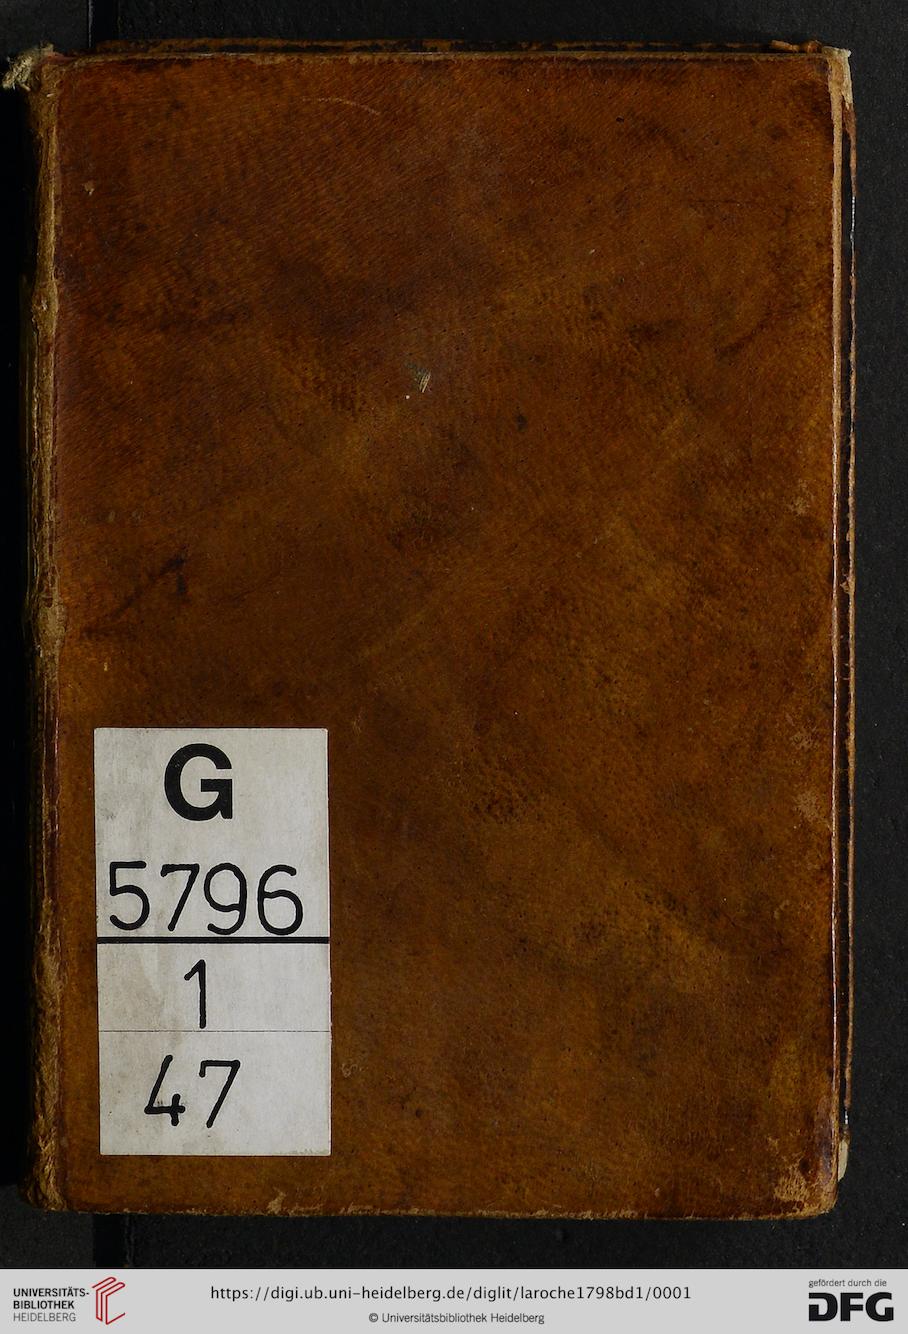 G
5796
1
47
UNIVERSITÄTS-
BIBLIOTHEK
HEIDELBERG
https://digi.ub.uni-heidelberg.de/diglit/laroche1798bd1/0001
© Universitätsbibliothek Heidelberg
gefördert durch die
DFG